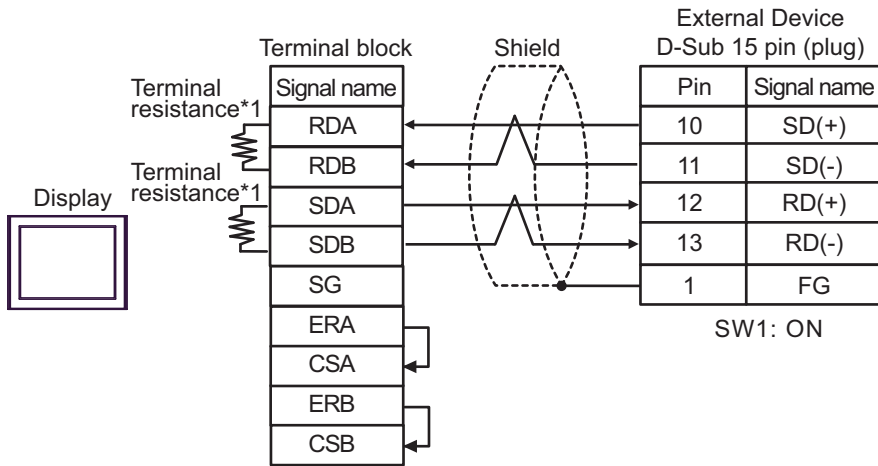 External Device
Terminal block Shield D-Sub 15 pin (plug)
Terminal resistance*1 Signal name Pin Signal name
RDA 10 SD(+)
RDB 11 SD(-)
Terminal resistance*1
Display
SDA 12 RD(+)
SDB 13 RD(-)
SG 1 FG
ERA SW1: ON
CSA
ERB
CSB